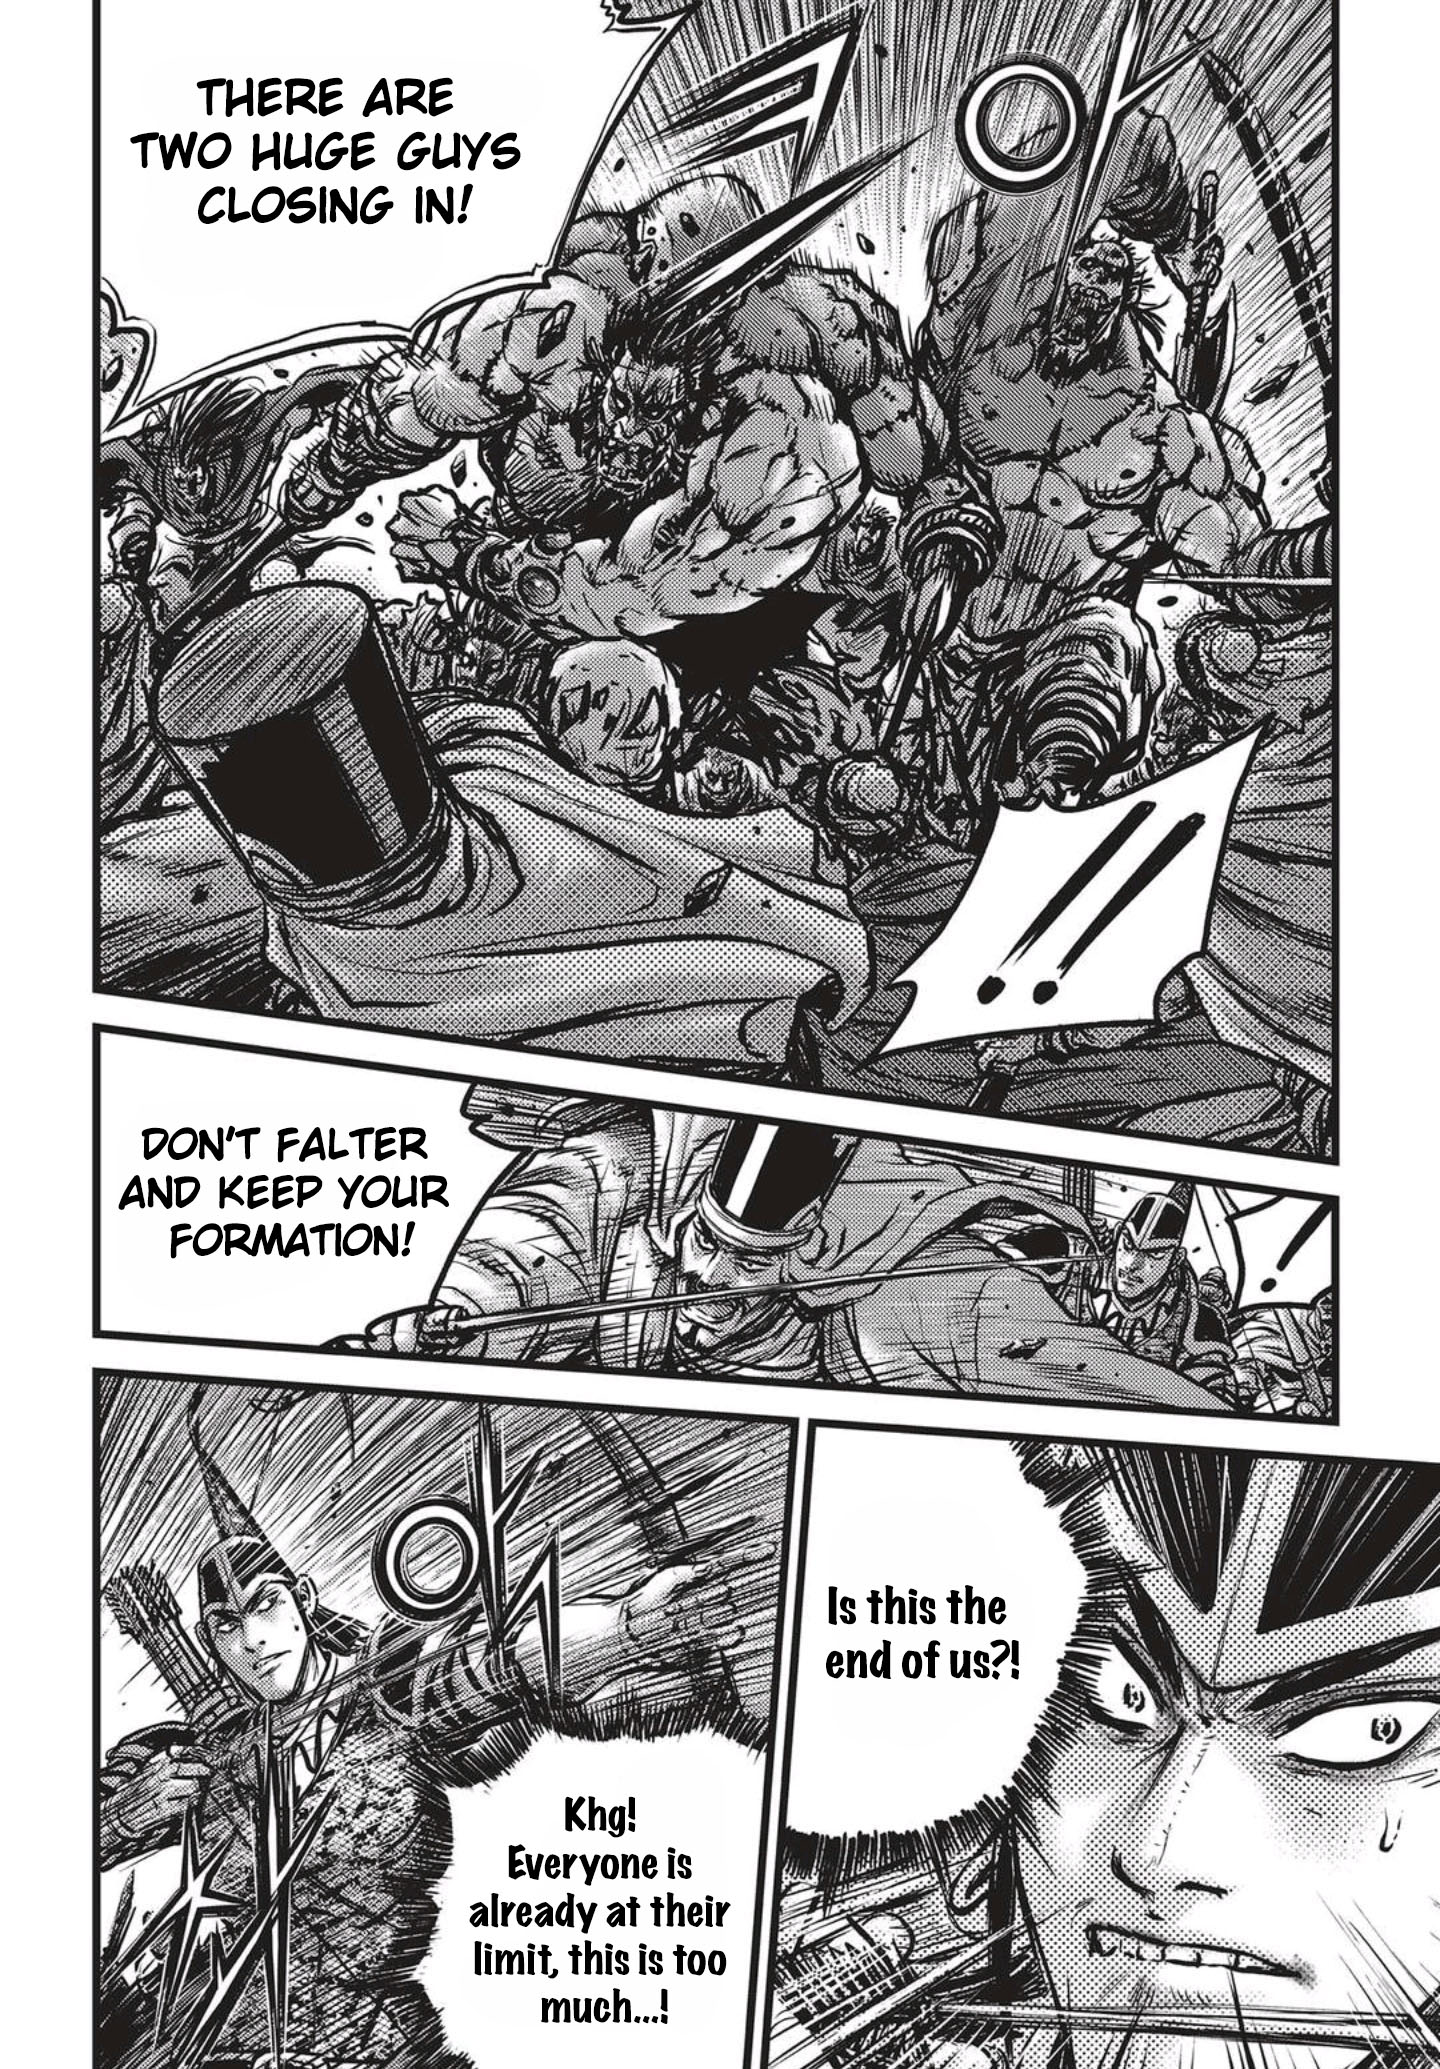 THERE ARE
TWO HUGE GUYS
CLOSING IN!
!!
DON'T FALTER
AND KEEP YOUR
FORMATION!
!
Is this the
end of us?!
Khg!
Everyone is
already at their
limit, this is too
much...!